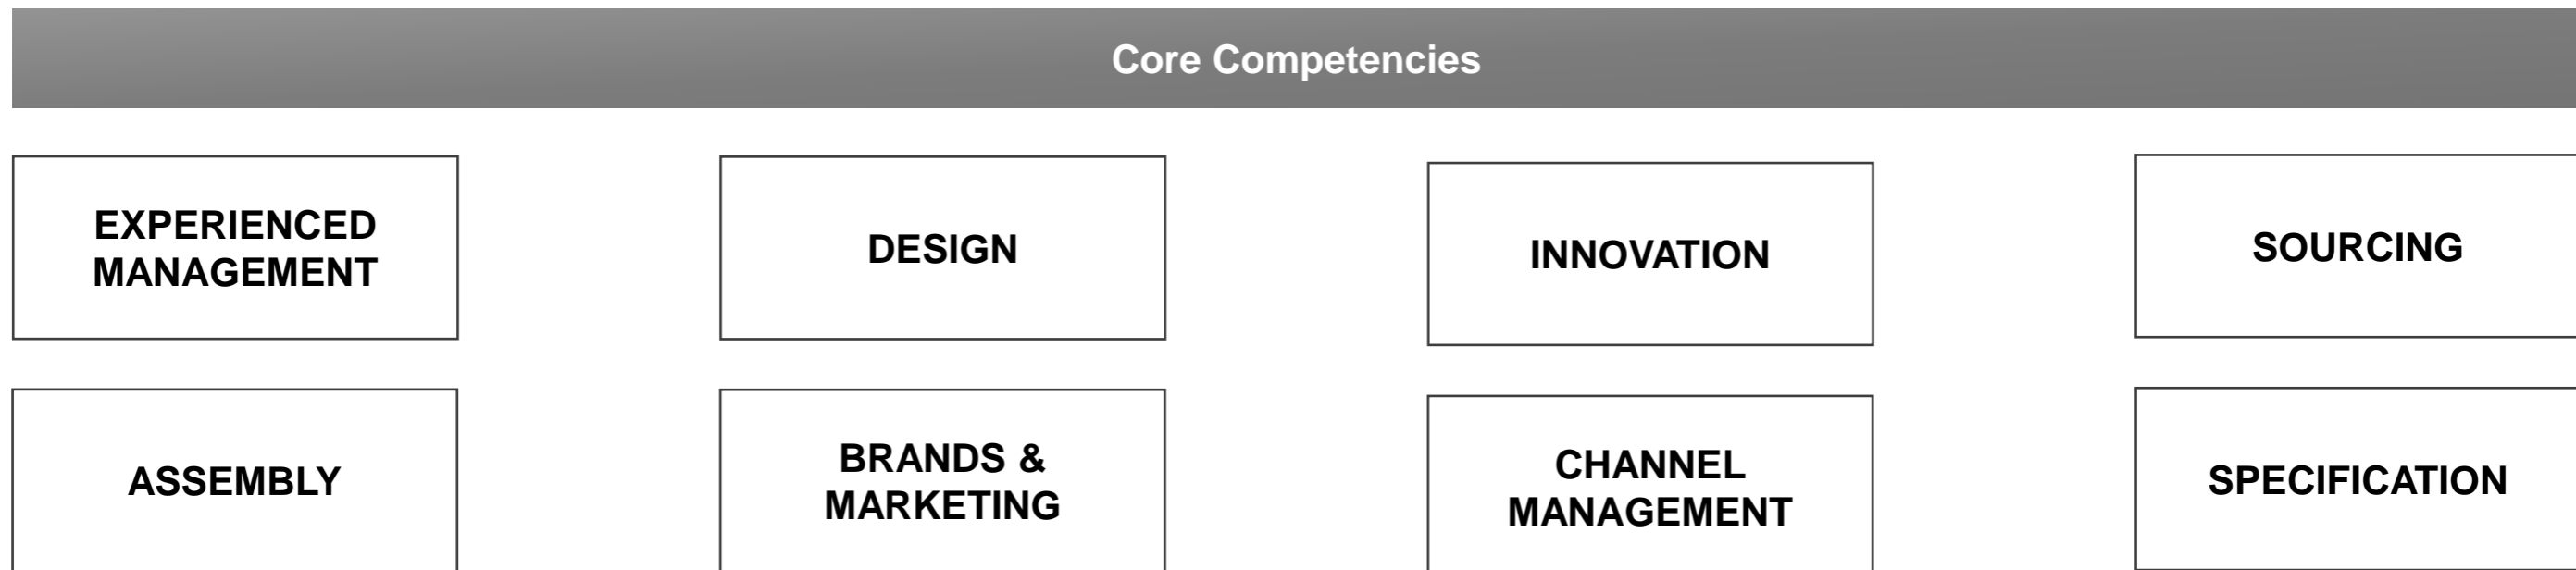 Core Competencies
EXPERIENCED
MANAGEMENT
DESIGN
INNOVATION
SOURCING
ASSEMBLY
BRANDS &
MARKETING
CHANNEL
MANAGEMENT
SPECIFICATION